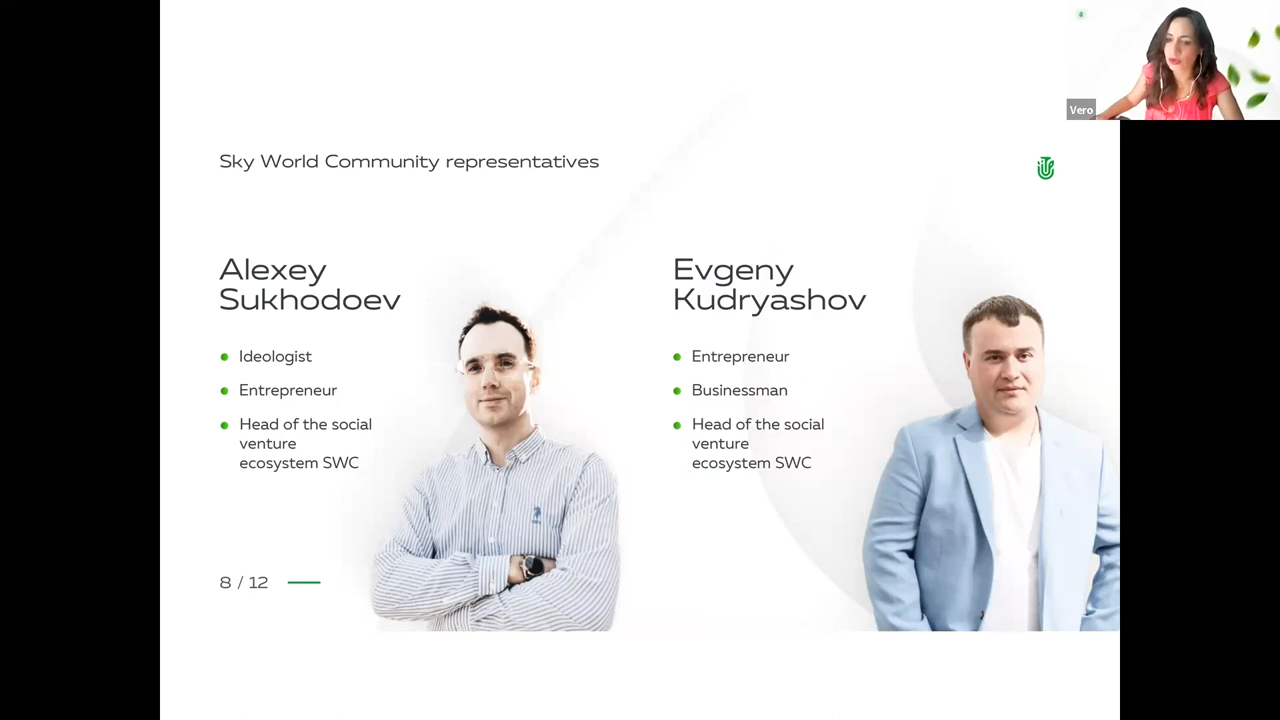 Vero
Sky World Community representatives
Alexey
Sukhodoev
Ideologist
Entrepreneur
Head of the social
venture
ecosystem SWC
Evgeny
Kudryashov
Entrepreneur
Businessman
Head of the social
venture
ecosystem SWC
8 / 12